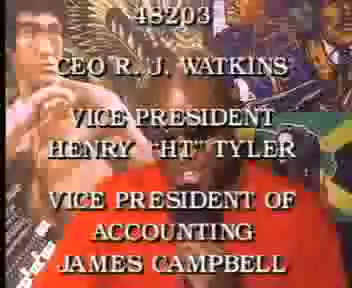 48203
CEO R. J. WATKINS
VICE PRESIDENT
HENRY "HT" TYLER
VICE PRESIDENT OF
ACCOUNTING
JAMES CAMPBELL